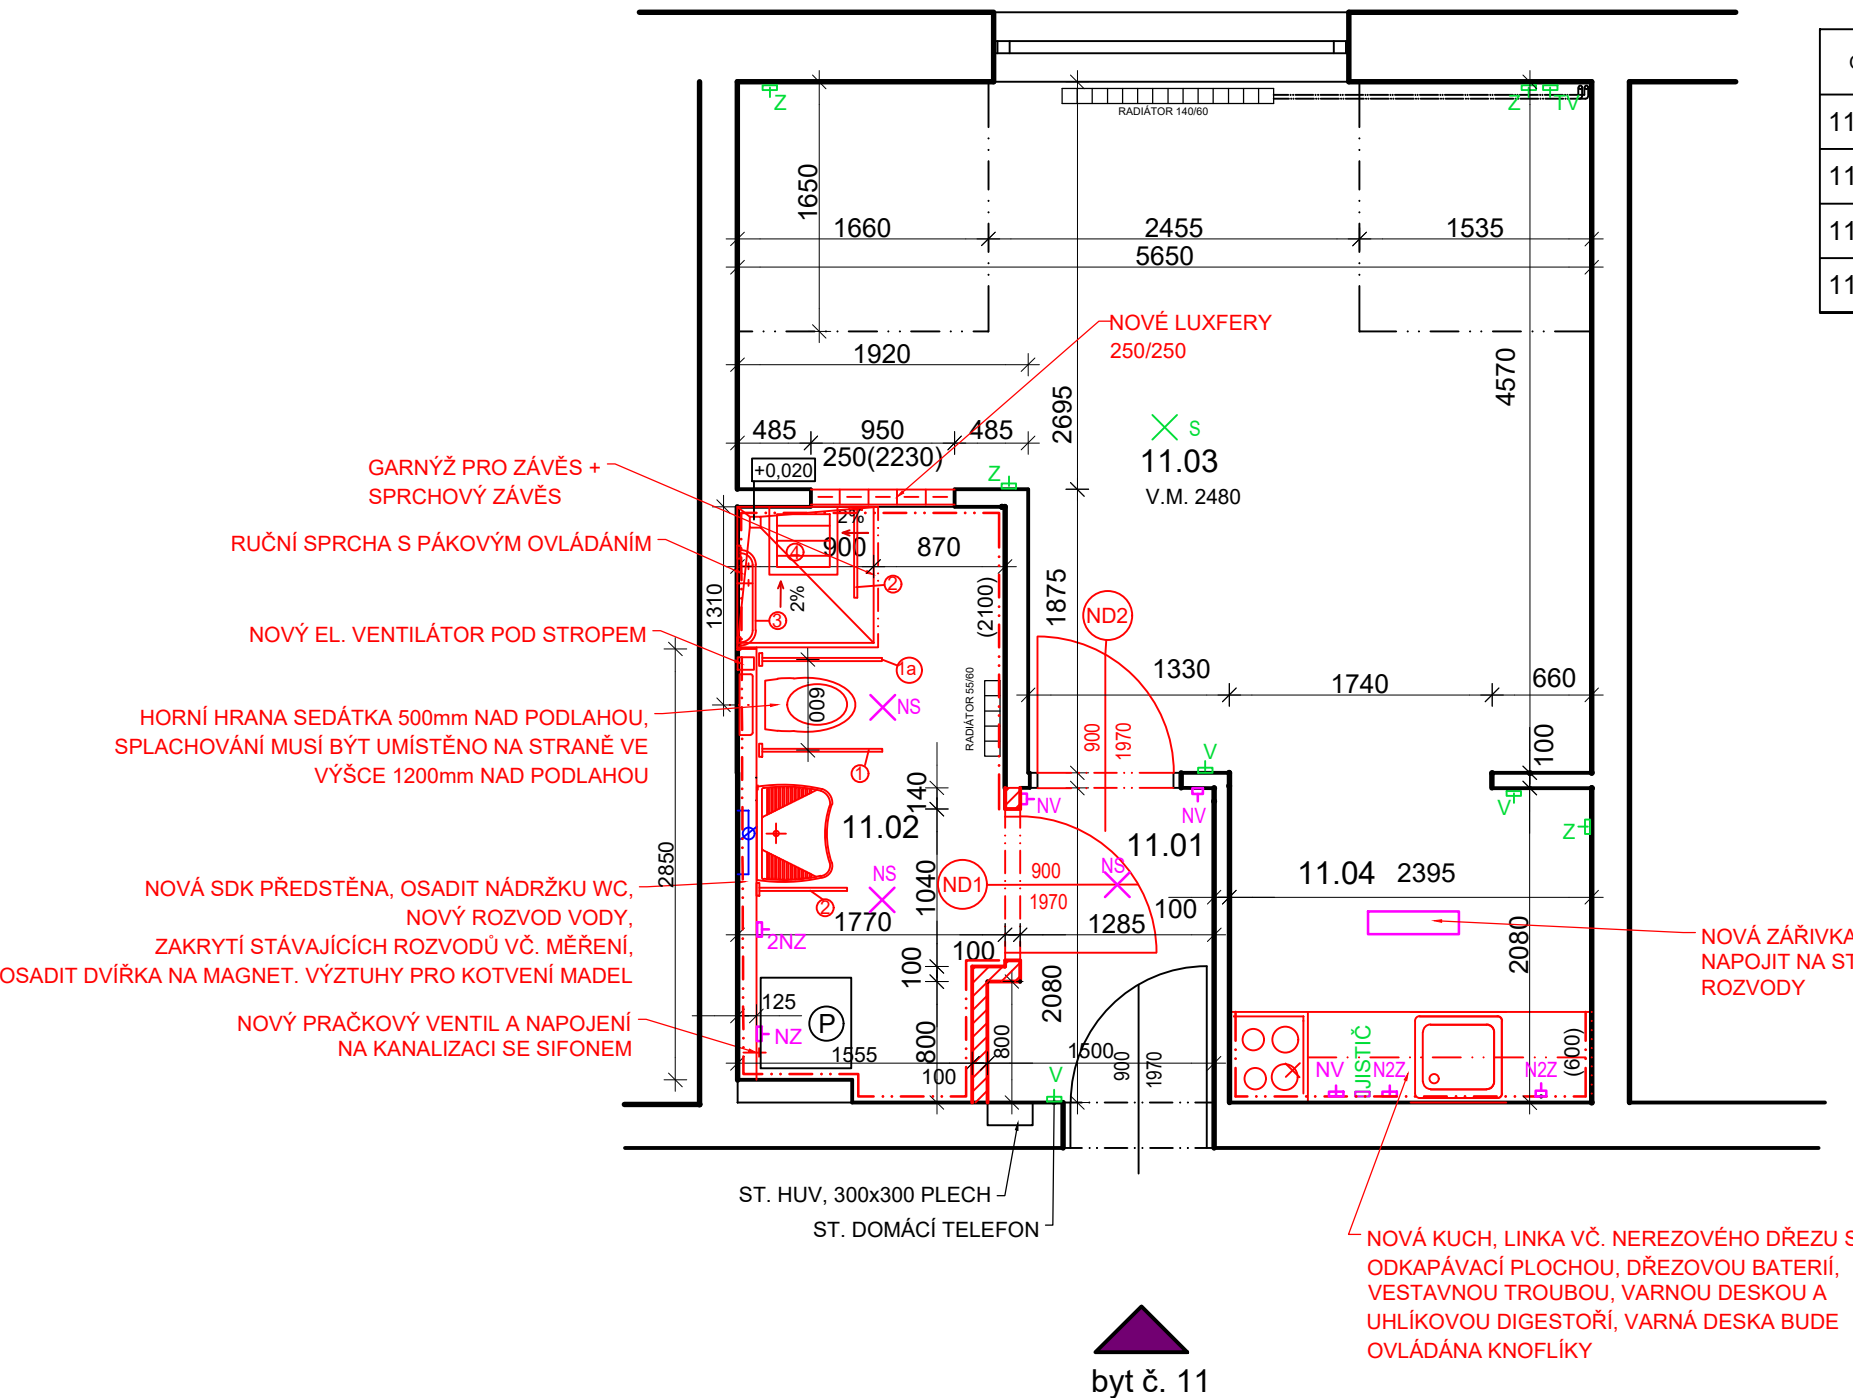 Z
Z
TV
RADIÁTOR 140/60
1650
1660
2455
1535
5650
NOVÉ LUXFERY
250/250
1920
2695
4570
485
950
485
250(2230)
S
11.03
V.M. 2480
Z
+0,020
GARNÝŽ PRO ZÁVĚS +
SPRCHOVÝ ZÁVĚS
RUČNÍ SPRCHA S PÁKOVÝM OVLÁDÁNÍM
NOVÝ EL. VENTILÁTOR POD STROPEM
HORNÍ HRANA SEDÁTKA 500mm NAD PODLAHOU,
SPLACHOVÁNÍ MUSÍ BÝT UMÍSTĚNO NA STRANĚ VE
VÝŠCE 1200mm NAD PODLAHOU
NOVÁ SDK PŘEDSTĚNA, OSADIT NÁDRŽKU WC,
NOVÝ ROZVOD VODY,
ZAKRYTÍ STÁVAJÍCÍCH ROZVODŮ VČ. MĚŘENÍ,
OSADIT DVÍŘKA NA MAGNET. VÝZTUHY PRO KOTVENÍ MADEL
NOVÝ PRAČKOVÝ VENTIL A NAPOJENÍ
NA KANALIZACI SE SIFONEM
2%
4
900
870
2
2%
3
1310
(2100)
1875
ND2
1a
600
NS
RADIÁTOR 55/60
1
1330
1740
660
900
1970
V
100
140
NV
NV
V
Z
11.02
11.01
2850
NS
1040
ND1
900
1970
NS
11.04
2395
2
1770
100
1285
100
2NZ
100
2080
2080
125
P
NZ
1555
800
100
800
1500
900
1970
V
NV
JISTIČ
N2Z
N2Z
(600)
NOVÁ ZÁŘIVKA
NAPOJIT NA ST
ROZVODY
ST. HUV, 300x300 PLECH
ST. DOMÁCÍ TELEFON
NOVÁ KUCH, LINKA VČ. NEREZOVÉHO DŘEZU S
ODKAPÁVACÍ PLOCHOU, DŘEZOVOU BATERIÍ,
VESTAVNOU TROUBOU, VARNOU DESKOU A
UHLÍKOVOU DIGESTOŘÍ, VARNÁ DESKA BUDE
OVLÁDÁNA KNOFLÍKY
byt č. 11
11
11
11
11